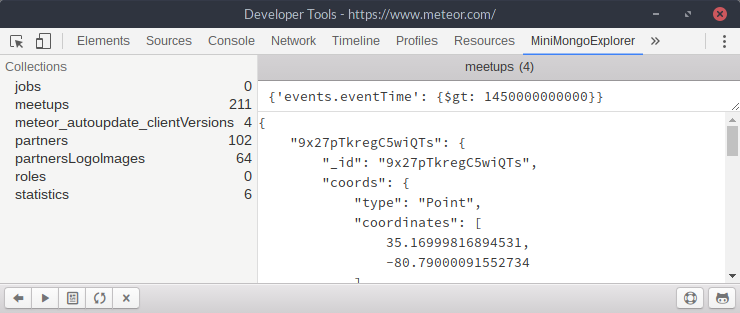 Developer Tools - https://www.meteor.com/
Elements Sources Console Network Timeline Profiles Resources MiniMongoExplorer »
Collections
jobs 0
meetups 211
meteor_autoupdate_clientVersions 4
partners 102
partnersLogoImages 64
roles 0
statistics 6
meetups (4)
{'events.eventTime': {$gt: 1450000000000}}
{
"9x27pTkregC5wiQTs": {
"_id": "9x27pTkregC5wiQTs",
"coords": {
"type": "Point",
"coordinates": [
35.16999816894531,
-80.79000091552734
]